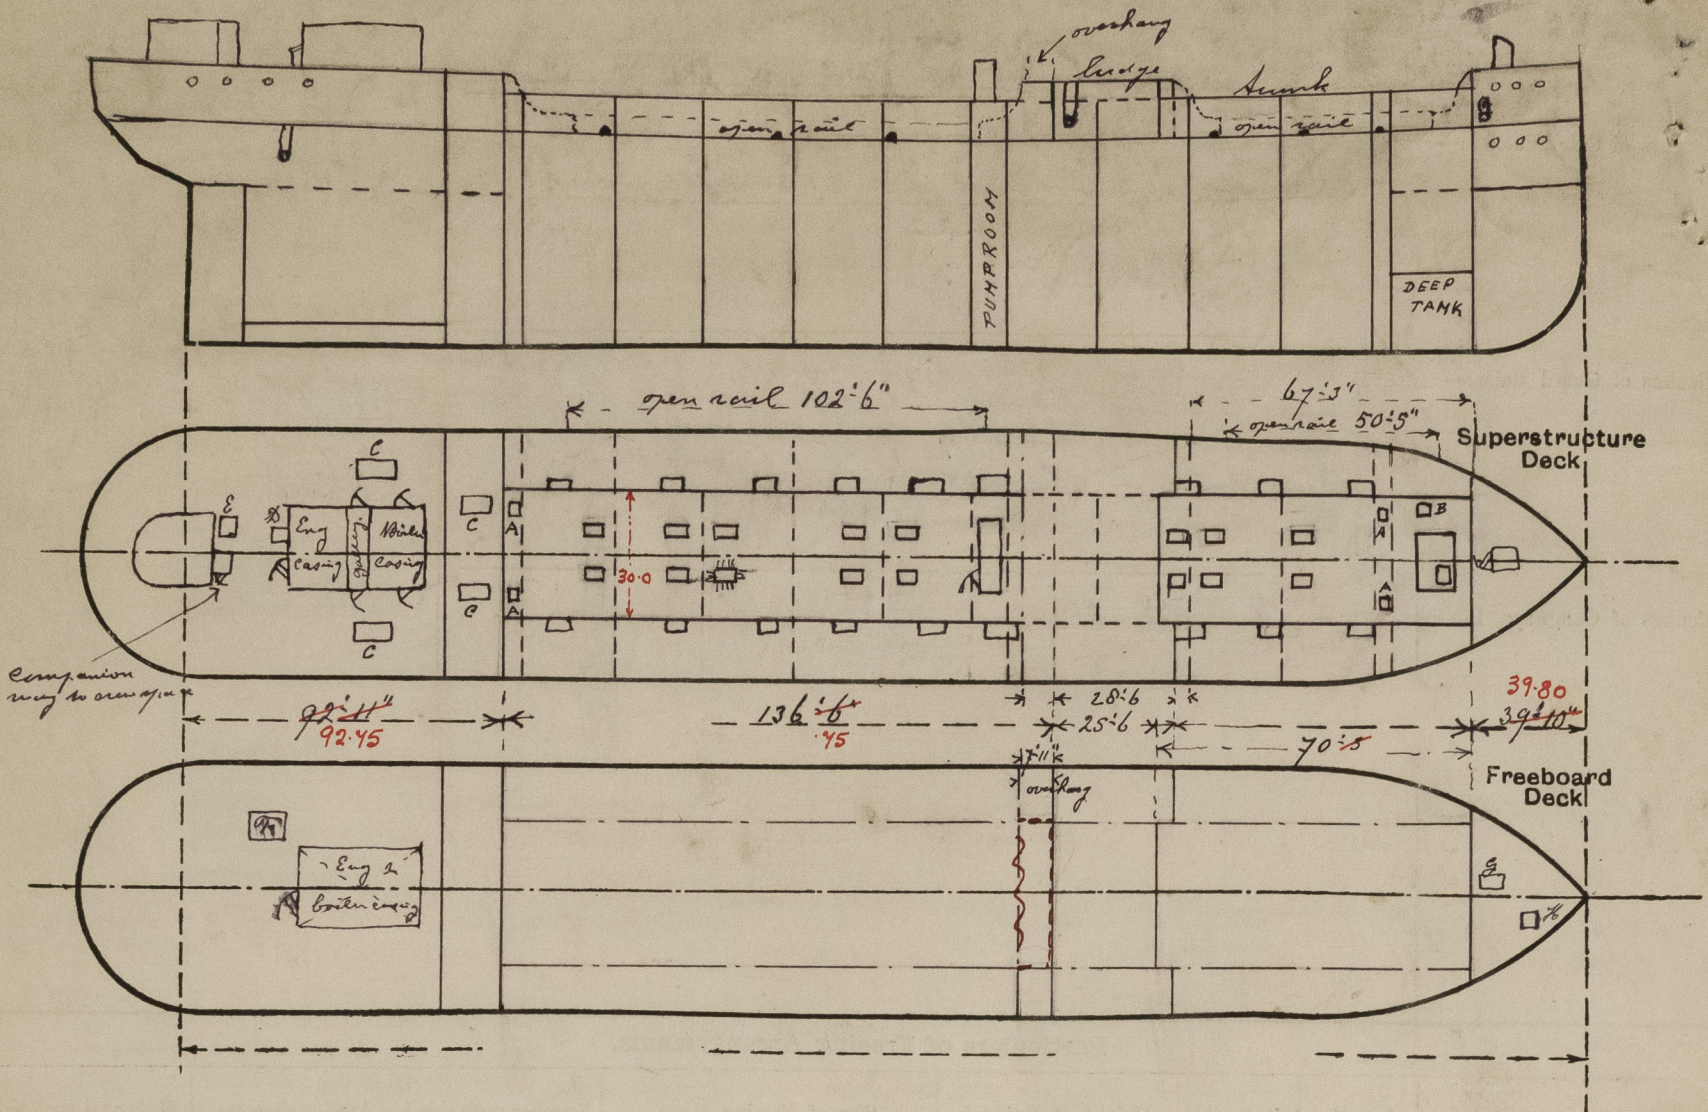 overhang
bridge
trunk
open rail
open rail
PUMPROOM
DEEP
TANK
open rail 102'-6"
67'-3"
open rail 50'-5"
Superstructure
Deck
C
E
D
Eng
casing
galley
Boiler
casing
C
A
B
A
30·0
C
A
A
C
Companion
way to crew space
92'-11"
92·75
136'-6"
·75
28'-6
25'-6
39·80
39'-10"
70'-5
7'-11"
overhang
Freeboard
Deck
Eng &
boiler casing
G
H